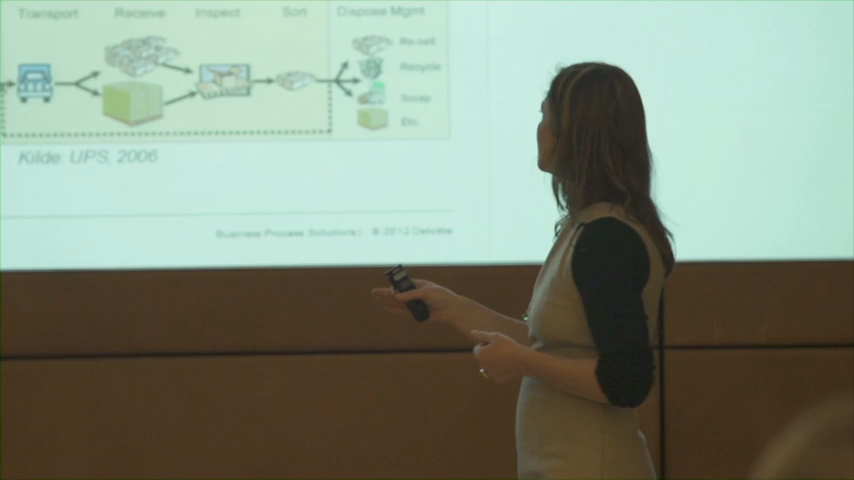 Transport Receive Inspect Sort Dispose Mgmt
Re-sell
Recycle
Scrap
Etc.
Kilde: UPS, 2006
Business Process Solutions | © 2012 Deloitte